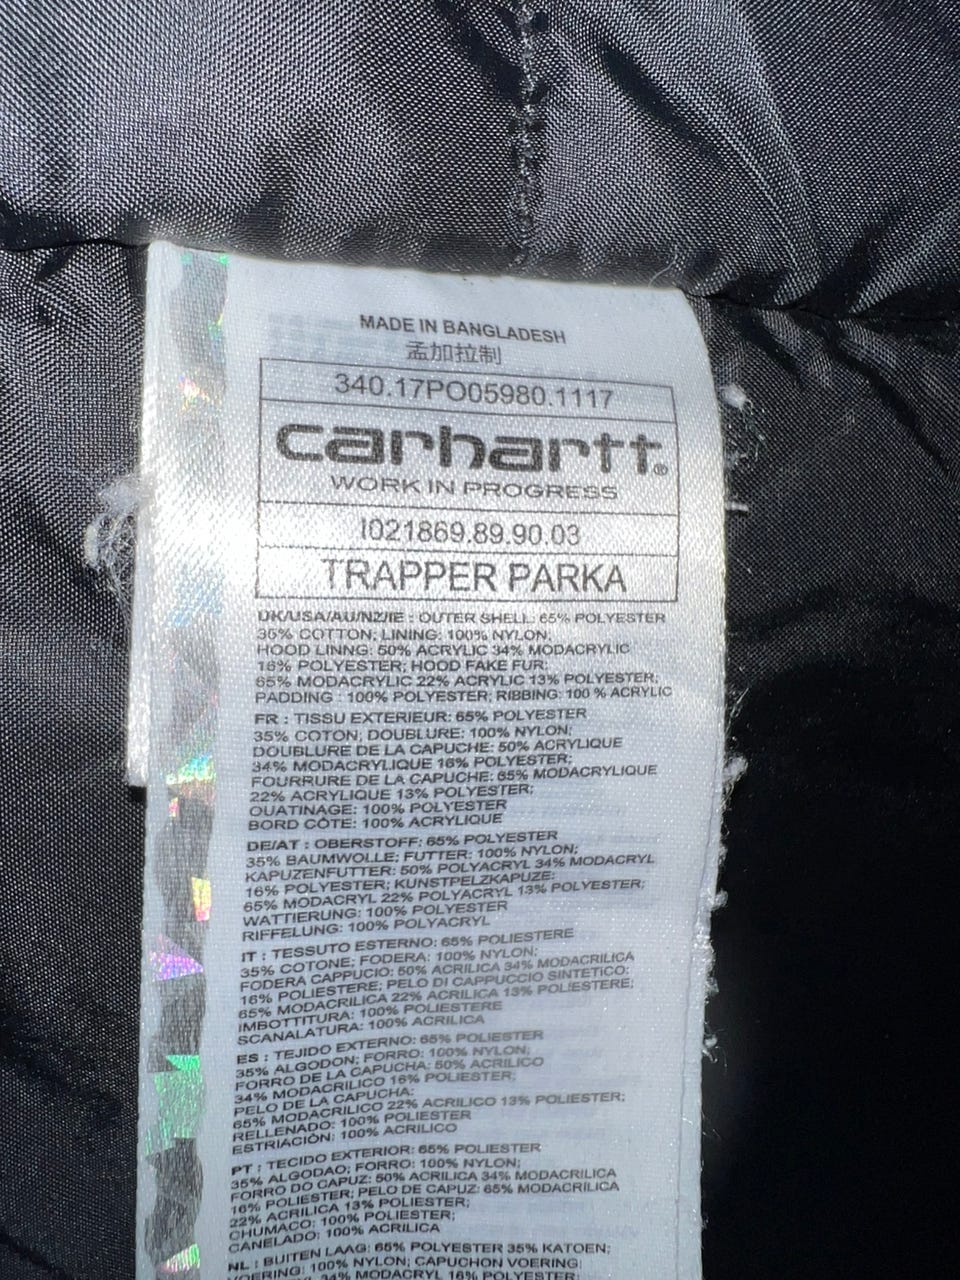 MADE IN BANGLADESH
孟加拉制
340.17PO05980.1117
carhartt®
WORK IN PROGRESS
I021869.89.90.03
TRAPPER PARKA
UK/USA/AU/NZ/IE : OUTER SHELL: 65% POLYESTER
35% COTTON; LINING: 100% NYLON;
HOOD LINNG: 50% ACRYLIC 34% MODACRYLIC
16% POLYESTER; HOOD FAKE FUR:
65% MODACRYLIC 22% ACRYLIC 13% POLYESTER;
PADDING : 100% POLYESTER; RIBBING: 100 % ACRYLIC
FR : TISSU EXTERIEUR: 65% POLYESTER
35% COTON; DOUBLURE: 100% NYLON;
DOUBLURE DE LA CAPUCHE: 50% ACRYLIQUE
34% MODACRYLIQUE 16% POLYESTER;
FOURRURE DE LA CAPUCHE: 65% MODACRYLIQUE
22% ACRYLIQUE 13% POLYESTER;
OUATINAGE: 100% POLYESTER
BORD CÔTE: 100% ACRYLIQUE
DE/AT : OBERSTOFF: 65% POLYESTER
35% BAUMWOLLE; FUTTER: 100% NYLON;
KAPUZENFUTTER: 50% POLYACRYL 34% MODACRYL
16% POLYESTER; KUNSTPELZKAPUZE:
65% MODACRYL 22% POLYACRYL 13% POLYESTER;
WATTIERUNG: 100% POLYESTER
RIFFELUNG: 100% POLYACRYL
IT : TESSUTO ESTERNO: 65% POLIESTERE
35% COTONE; FODERA: 100% NYLON;
FODERA CAPPUCIO: 50% ACRILICA 34% MODACRILICA
16% POLIESTERE; PELO DI CAPPUCCIO SINTETICO:
65% MODACRILICA 22% ACRILICA 13% POLIESTERE;
IMBOTTITURA: 100% POLIESTERE
SCANALATURA: 100% ACRILICA
ES : TEJIDO EXTERNO: 65% POLIESTER
35% ALGODON; FORRO: 100% NYLON;
FORRO DE LA CAPUCHA: 50% ACRILICO
34% MODACRILICO 16% POLIESTER;
PELO DE LA CAPUCHA:
65% MODACRILICO 22% ACRILICO 13% POLIESTER;
RELLENADO: 100% POLIESTER
ESTRIACIÓN: 100% ACRILICO
PT : TECIDO EXTERIOR: 65% POLIESTER
35% ALGODAO; FORRO: 100% NYLON;
FORRO DO CAPUZ: 50% ACRILICA 34% MODACRILICA
16% POLIESTER; PELO DE CAPUZ: 65% MODACRILICA
22% ACRILICA 13% POLIESTER;
CHUMACO: 100% POLIESTER;
CANELADO: 100% ACRILICA
NL : BUITEN LAAG: 65% POLYESTER 35% KATOEN;
VOERING: 100% NYLON; CAPUCHON VOERING:
34% MODACRYL 16% POLYESTER;